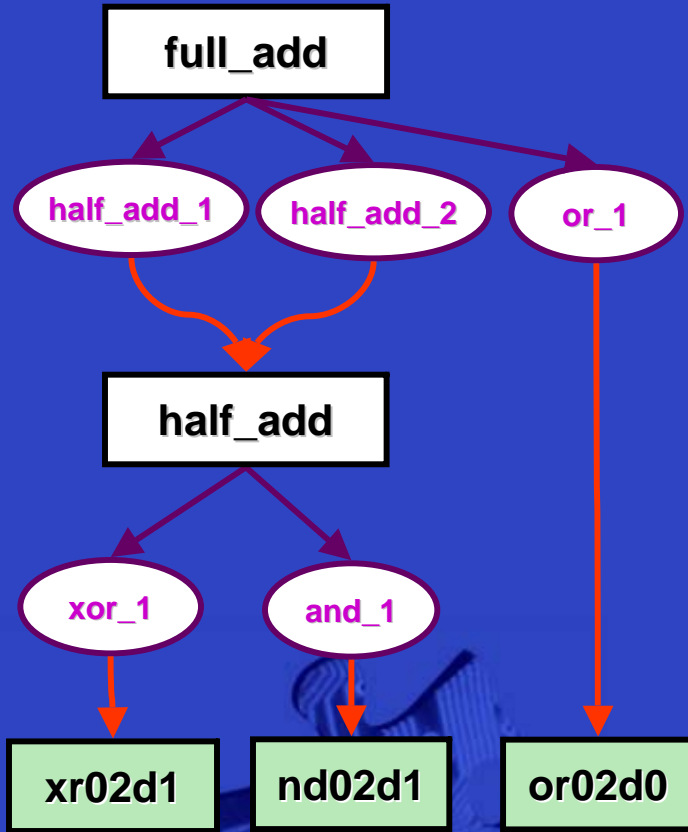 full_add
half_add_1
half_add_2
or_1
half_add
xor_1
and_1
xr02d1
nd02d1
or02d0